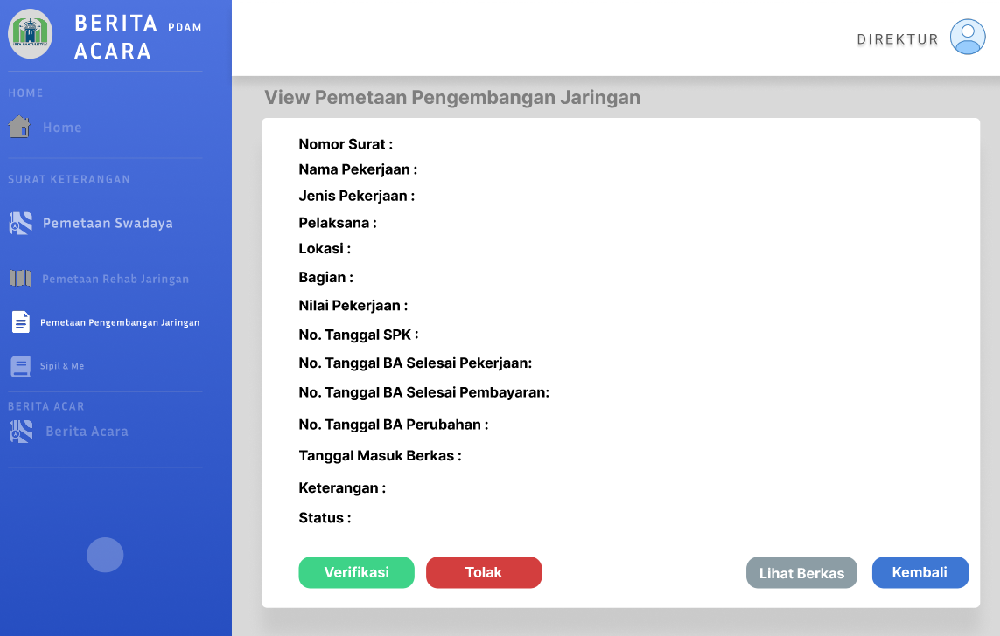 BERITA PDAM
ACARA
DIREKTUR
HOME
Home
SURAT KETERANGAN
Pemetaan Swadaya
Pemetaan Rehab Jaringan
Pemetaan Pengembangan Jaringan
Sipil & Me
BERITA ACAR
Berita Acara
View Pemetaan Pengembangan Jaringan
Nomor Surat :
Nama Pekerjaan :
Jenis Pekerjaan :
Pelaksana :
Lokasi :
Bagian :
Nilai Pekerjaan :
No. Tanggal SPK :
No. Tanggal BA Selesai Pekerjaan:
No. Tanggal BA Selesai Pembayaran:
No. Tanggal BA Perubahan :
Tanggal Masuk Berkas :
Keterangan :
Status :
Verifikasi
Tolak
Lihat Berkas
Kembali